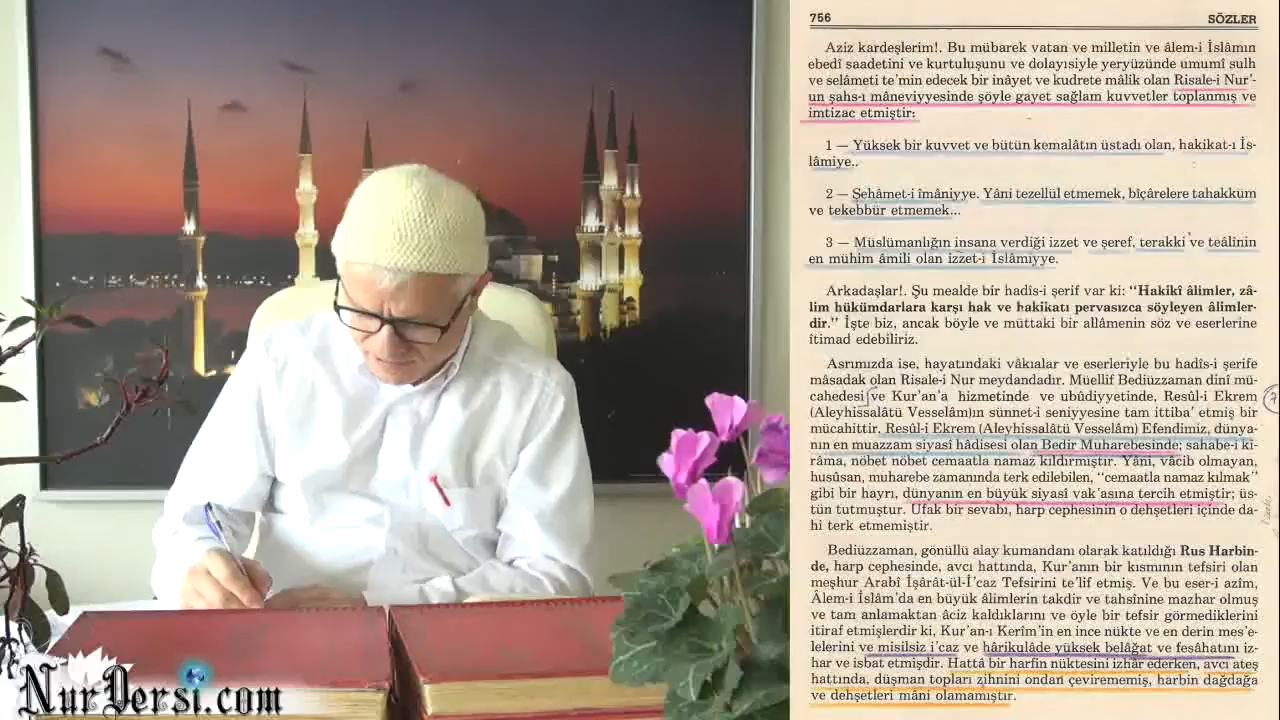 756
SÖZLER
Aziz kardeşlerim!. Bu mübarek vatan ve milletin ve âlem-i İslâmın
ebedî saadetini ve kurtuluşunu ve dolayısiyle yeryüzünde umumî sulh
ve selâmeti te'min edecek bir inâyet ve kudrete mâlik olan Risale-i Nur'-
un şahs-ı mâneviyyesinde şöyle gayet sağlam kuvvetler toplanmış ve
imtizac etmiştir:
1 — Yüksek bir kuvvet ve bütün kemalâtın üstadı olan, hakikat-ı İs-
lâmiye..
2 — Şehâmet-i îmâniyye. Yâni tezellül etmemek, bîçârelere tahakküm
ve tekebbür etmemek...
3 — Müslümanlığın insana verdiği izzet ve şeref, terakki ve teâlinin
en mühim âmili olan izzet-i İslâmiyye.
Arkadaşlar!. Şu mealde bir hadîs-i şerif var ki: "Hakikî âlimler, zâ-
lim hükümdarlara karşı hak ve hakikatı pervasızca söyleyen âlimler-
dir." İşte biz, ancak böyle ve müttaki bir allâmenin söz ve eserlerine
îtimad edebiliriz.
Asrımızda ise, hayatındaki vâkıalar ve eserleriyle bu hadîs-i şerife
mâsadak olan Risale-i Nur meydandadır. Müellif Bediüzzaman dinî mü-
cahedesi ve Kur'an'a hizmetinde ve ubûdiyyetinde, Resûl-i Ekrem
(Aleyhissalâtü Vesselâm)ın sünnet-i seniyyesine tam ittiba' etmiş bir
mücahittir. Resûl-i Ekrem (Aleyhissalâtü Vesselâm) Efendimiz, dünya-
nın en muazzam siyasî hâdisesi olan Bedir Muharebesinde; sahabe-i ki-
râma, nöbet nöbet cemaatla namaz kıldırmıştır. Yâni, vâcib olmayan,
husûsan, muharebe zamanında terk edilebilen, "cemaatla namaz kılmak"
gibi bir hayrı, dünyanın en büyük siyasî vak'asına tercih etmiştir; üs-
tün tutmuştur. Ufak bir sevabı, harp cephesinin o dehşetleri içinde da-
hi terk etmemiştir.
Bediüzzaman, gönüllü alay kumandanı olarak katıldığı Rus Harbin-
de, harp cephesinde, avcı hattında, Kur'anın bir kısmının tefsiri olan
meşhur Arabî İşârât-ül-İ'caz Tefsirini te'lif etmiş. Ve bu eser-i azîm,
Âlem-i İslâm'da en büyük âlimlerin takdir ve tahsînine mazhar olmuş
ve tam anlamaktan âciz kaldıklarını ve öyle bir tefsir görmediklerini
itiraf etmişlerdir ki, Kur'an-ı Kerîm'in en ince nükte ve en derin mes'e-
lelerini ve misilsiz i'caz ve hârikulâde yüksek belâğat ve fesâhatını iz-
har ve isbat etmişdir. Hattâ bir harfin nüktesini izhâr ederken, avcı ateş
hattında, düşman topları zihnini ondan çevirememiş, harbin dağdağa
ve dehşetleri mâni olamamıştır.
NurDersi.com